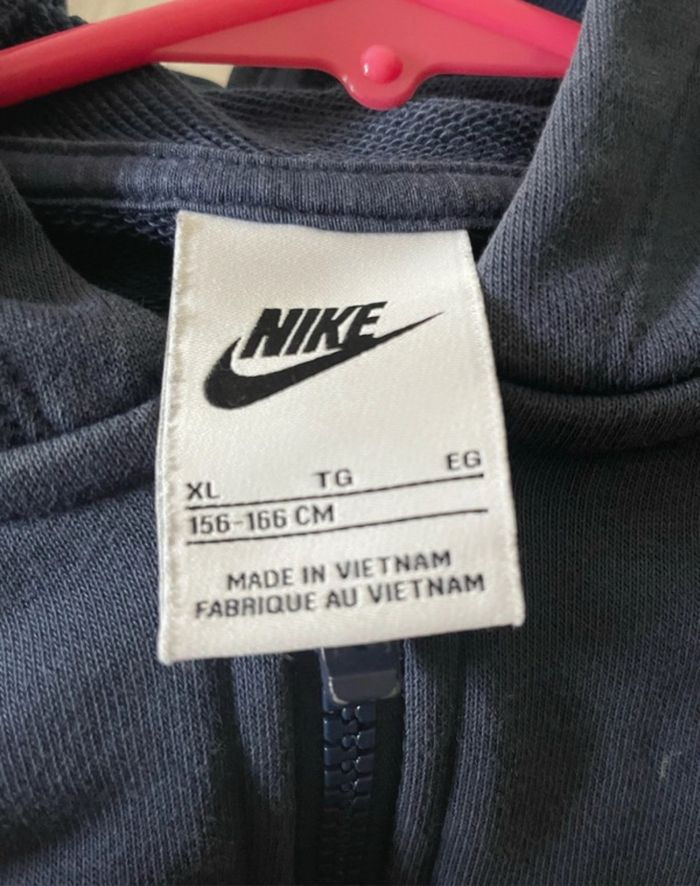 NIKE
XL TG EG
156-166 CM
MADE IN VIETNAM
FABRIQUE AU VIETNAM